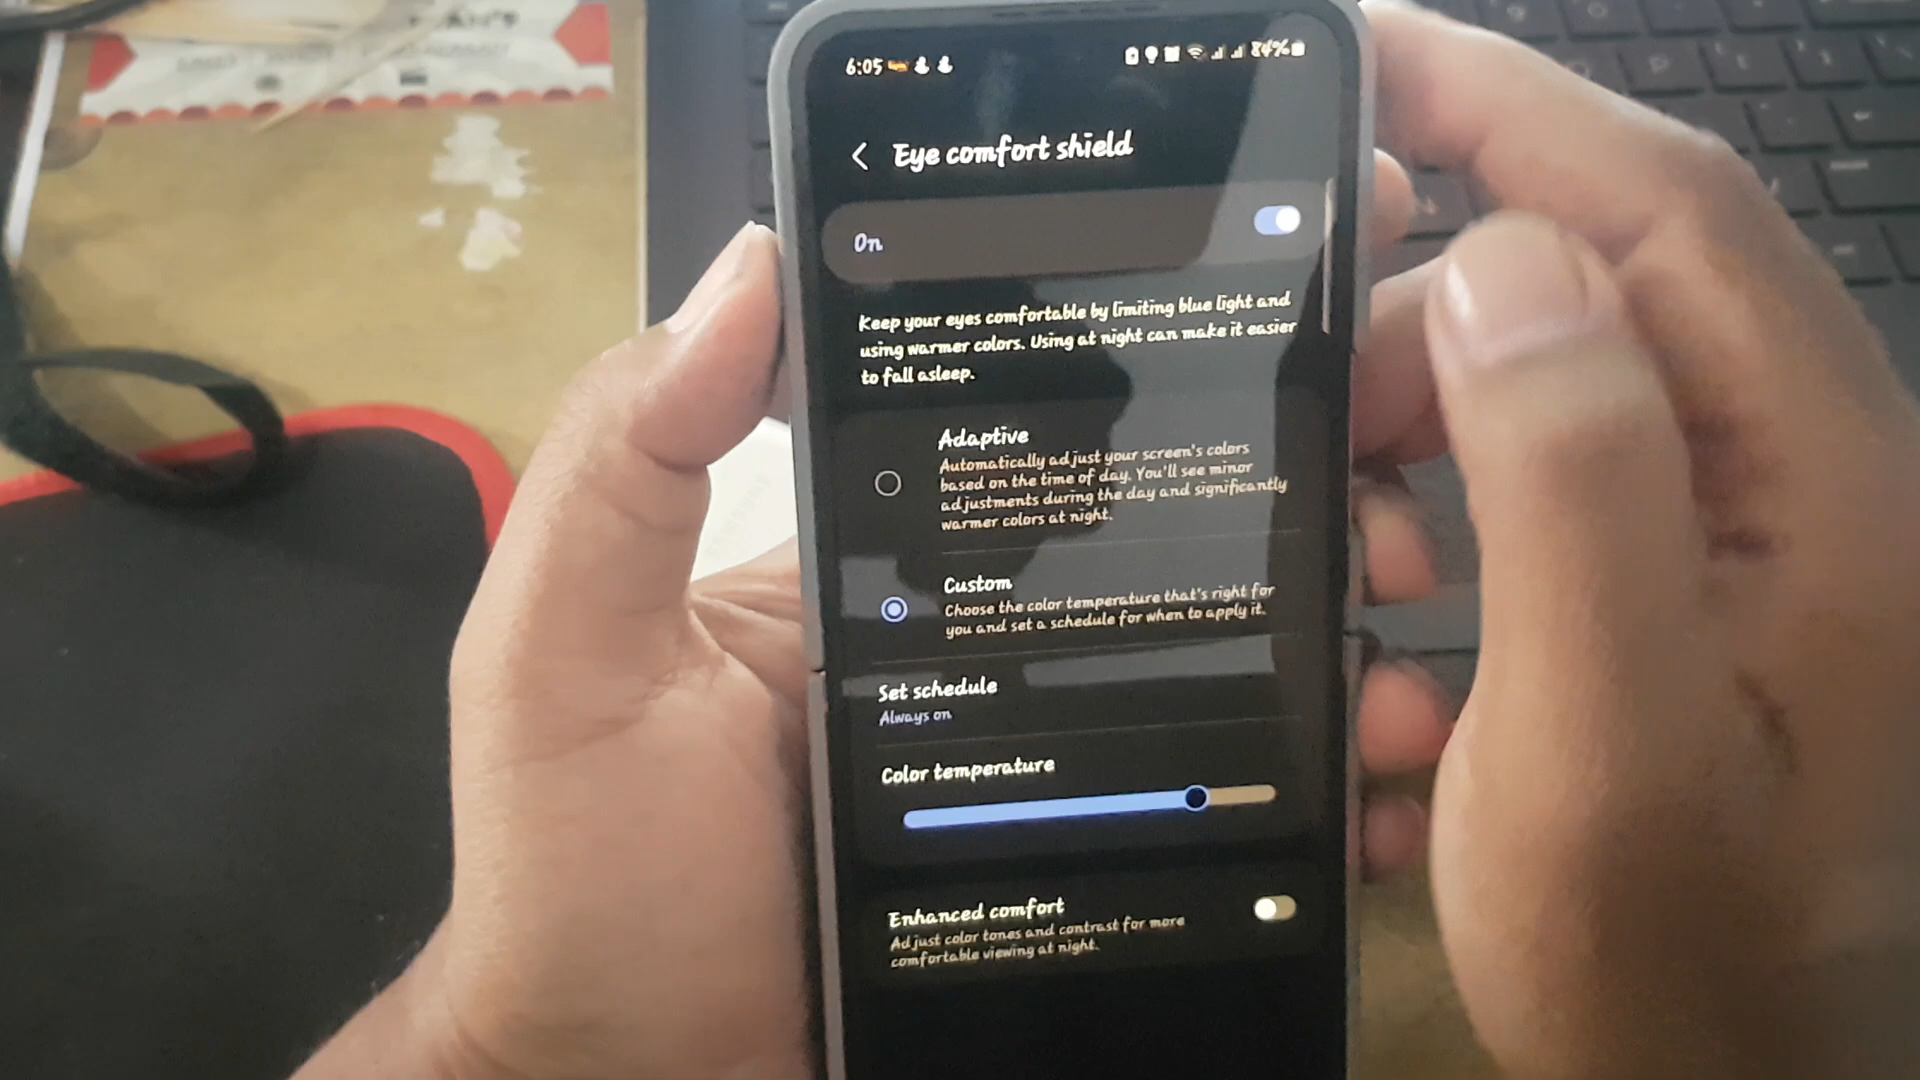 6:05
84%
Eye comfort shield
On
Keep your eyes comfortable by limiting blue light and
using warmer colors. Using at night can make it easier
to fall asleep.
Adaptive
Automatically adjust your screen's colors
based on the time of day. You'll see minor
adjustments during the day and significantly
warmer colors at night.
Custom
Choose the color temperature that's right for
you and set a schedule for when to apply it.
Set schedule
Always on
Color temperature
Enhanced comfort
Adjust color tones and contrast for more
comfortable viewing at night.